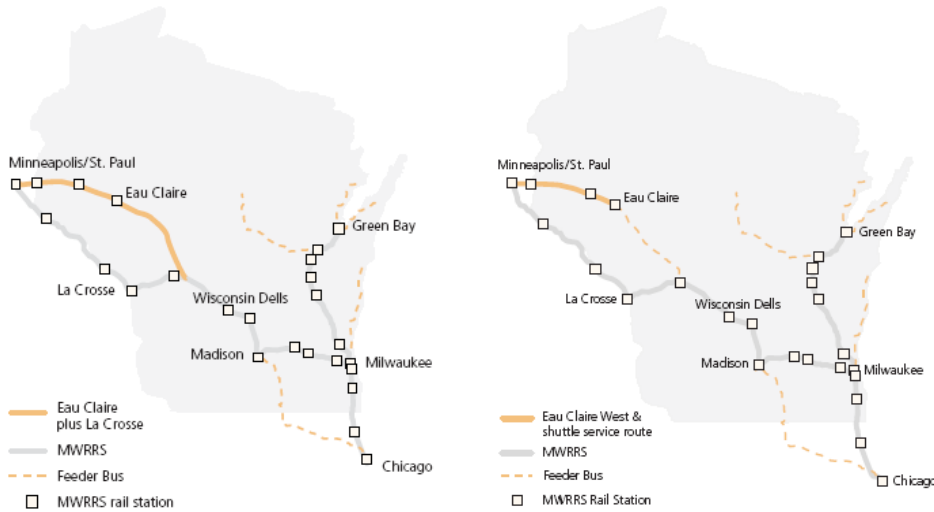 Minneapolis/St. Paul
Eau Claire
Green Bay
La Crosse
Wisconsin Dells
Madison
Milwaukee
Eau Claire
plus La Crosse
MWRRS
Feeder Bus
MWRRS rail station
Chicago
Minneapolis/St. Paul
Eau Claire
Green Bay
La Crosse
Wisconsin Dells
Madison
Milwaukee
Eau Claire West &
shuttle service route
MWRRS
Feeder Bus
MWRRS Rail Station
Chicago